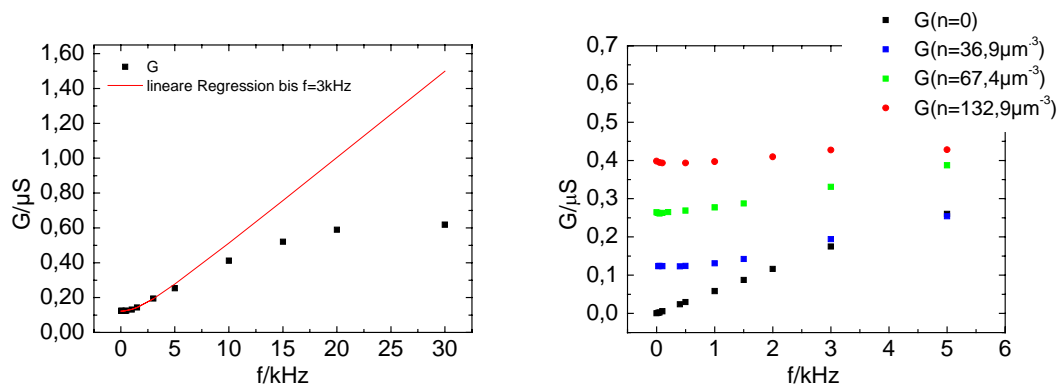 1,60
1,40
1,20
1,00
0,80
0,60
0,40
0,20
0,00
G/µS
G
lineare Regression bis f=3kHz
0 5 10 15 20 25 30
f/kHz
G(n=0)
G(n=36,9µm⁻³)
G(n=67,4µm⁻³)
G(n=132,9µm⁻³)
0,7
0,6
0,5
0,4
0,3
0,2
0,1
0,0
G/µS
0 1 2 3 4 5 6
f/kHz